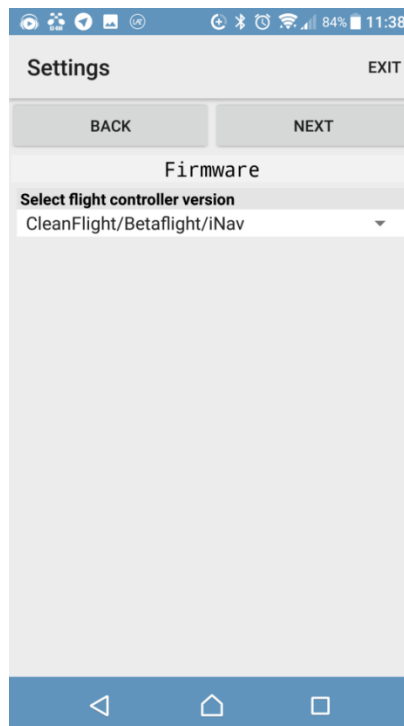 84% 11:38
Settings
EXIT
BACK
NEXT
Firmware
Select flight controller version
CleanFlight/Betaflight/iNav